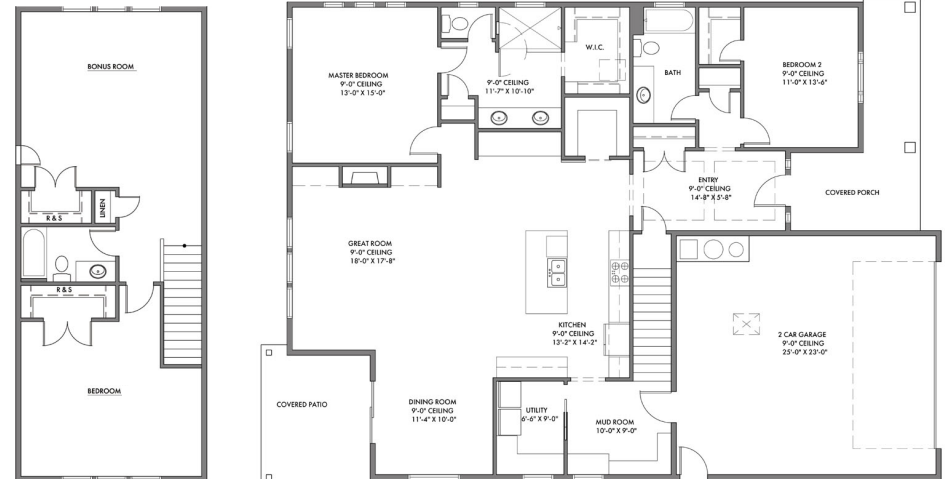 BONUS ROOM
R & S
LINEN
R & S
BEDROOM
MASTER BEDROOM
9'-0" CEILING
13'-0" X 15'-0"
9'-0" CEILING
11'-7" X 10'-10"
W.I.C.
BATH
BEDROOM 2
9'-0" CEILING
11'-0" X 13'-6"
ENTRY
9'-0" CEILING
14'-8" X 5'-8"
COVERED PORCH
GREAT ROOM
9'-0" CEILING
18'-0" X 17'-8"
KITCHEN
9'-0" CEILING
13'-2" X 14'-2"
2 CAR GARAGE
9'-0" CEILING
25'-0" X 23'-0"
COVERED PATIO
DINING ROOM
9'-0" CEILING
11'-4" X 10'-0"
UTILITY
6'-6" X 9'-0"
MUD ROOM
10'-0" X 9'-0"